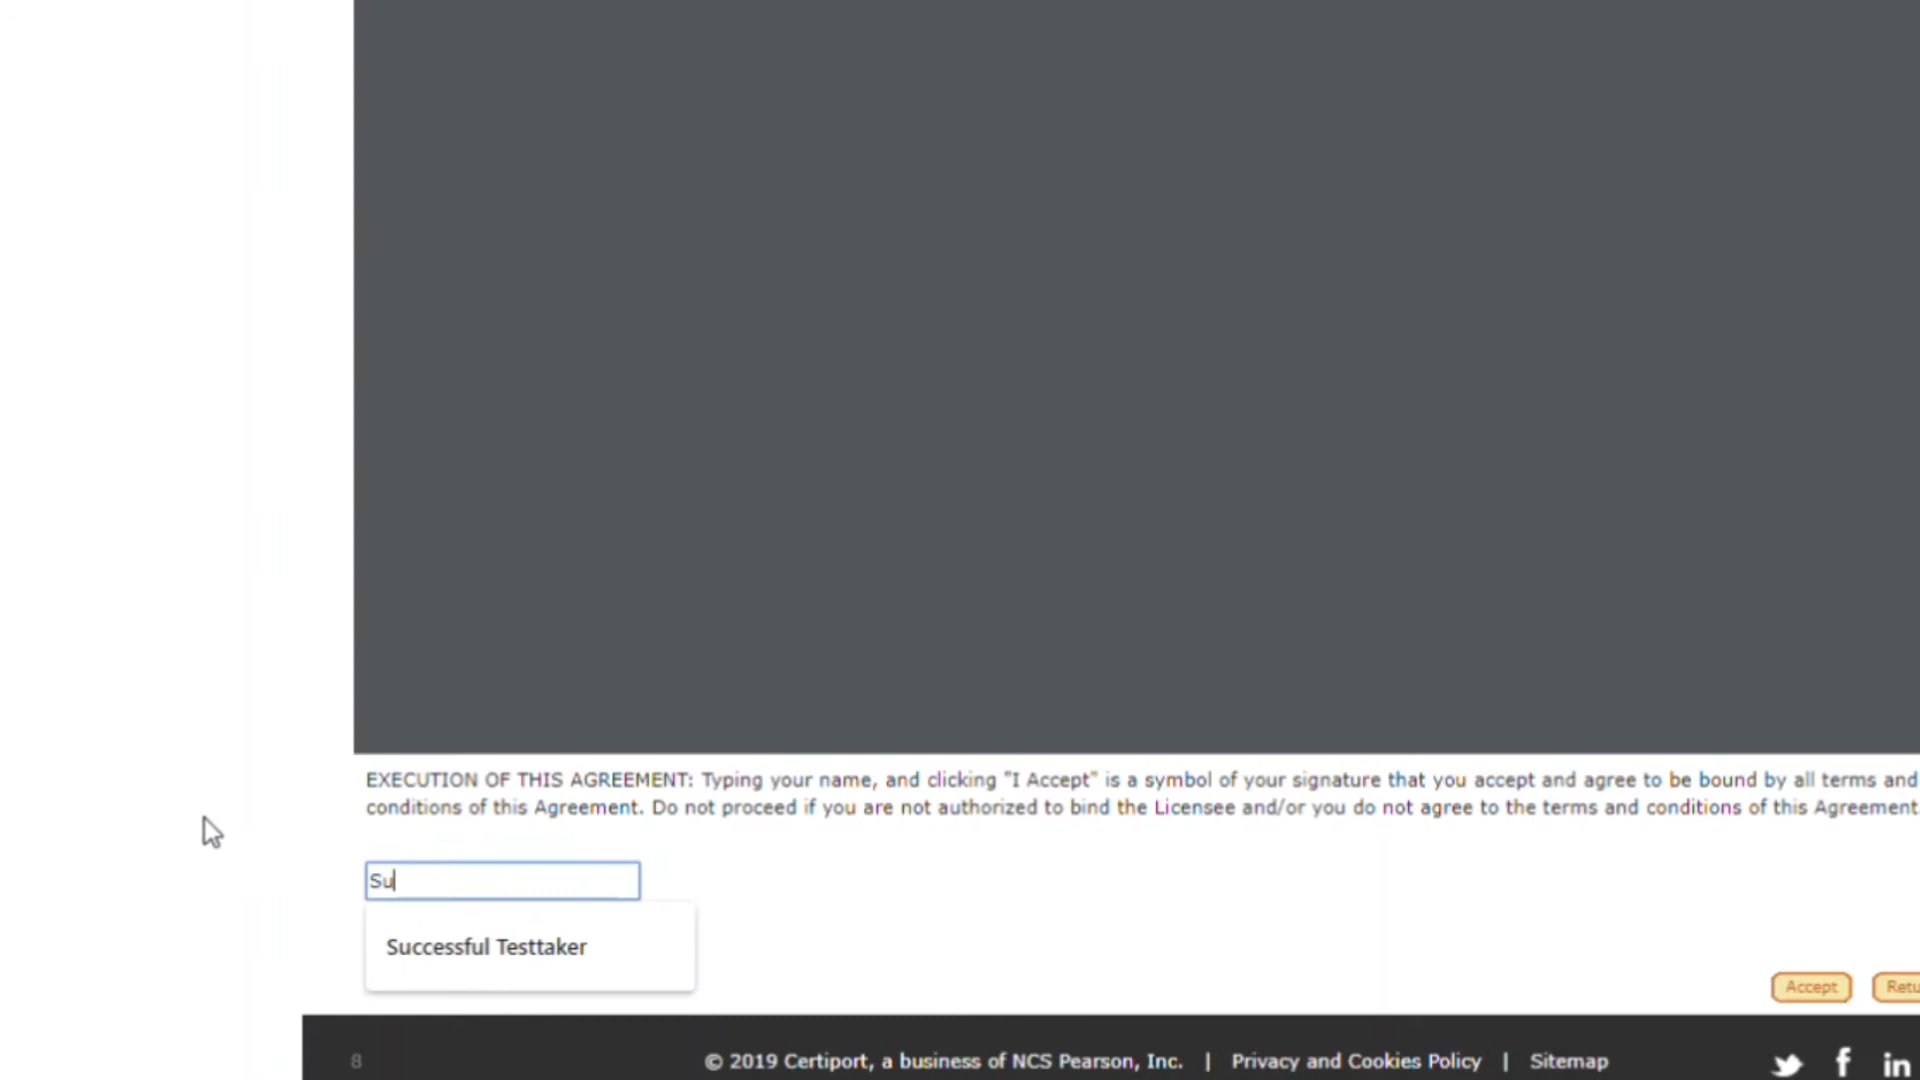 EXECUTION OF THIS AGREEMENT: Typing your name, and clicking "I Accept" is a symbol of your signature that you accept and agree to be bound by all terms and
conditions of this Agreement. Do not proceed if you are not authorized to bind the Licensee and/or you do not agree to the terms and conditions of this Agreement.
Su
Successful Testtaker
Accept Retu
8 © 2019 Certiport, a business of NCS Pearson, Inc. | Privacy and Cookies Policy | Sitemap